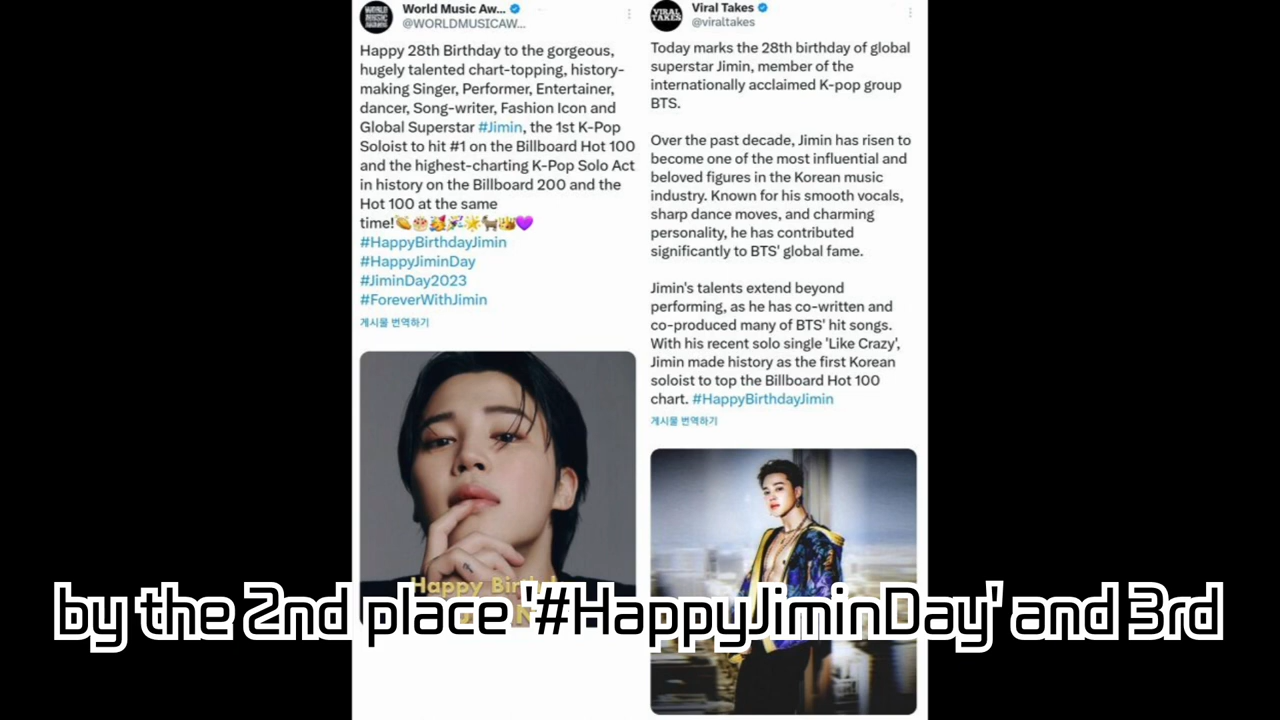 WORLD
MUSIC
AWARDS
World Music Aw...
@WORLDMUSICAW...
Happy 28th Birthday to the gorgeous,
hugely talented chart-topping, history-
making Singer, Performer, Entertainer,
dancer, Song-writer, Fashion Icon and
Global Superstar #Jimin, the 1st K-Pop
Soloist to hit #1 on the Billboard Hot 100
and the highest-charting K-Pop Solo Act
in history on the Billboard 200 and the
Hot 100 at the same
time!👏🎂🥳🎉🌟🐐👑💜
#HappyBirthdayJimin
#HappyJiminDay
#JiminDay2023
#ForeverWithJimin
게시물 번역하기
Happy
VIRAL
TAKES
Viral Takes
@viraltakes
Today marks the 28th birthday of global
superstar Jimin, member of the
internationally acclaimed K-pop group
BTS.
Over the past decade, Jimin has risen to
become one of the most influential and
beloved figures in the Korean music
industry. Known for his smooth vocals,
sharp dance moves, and charming
personality, he has contributed
significantly to BTS' global fame.
Jimin's talents extend beyond
performing, as he has co-written and
co-produced many of BTS' hit songs.
With his recent solo single 'Like Crazy',
Jimin made history as the first Korean
soloist to top the Billboard Hot 100
chart. #HappyBirthdayJimin
게시물 번역하기
by the 2nd place '#HappyJiminDay' and 3rd